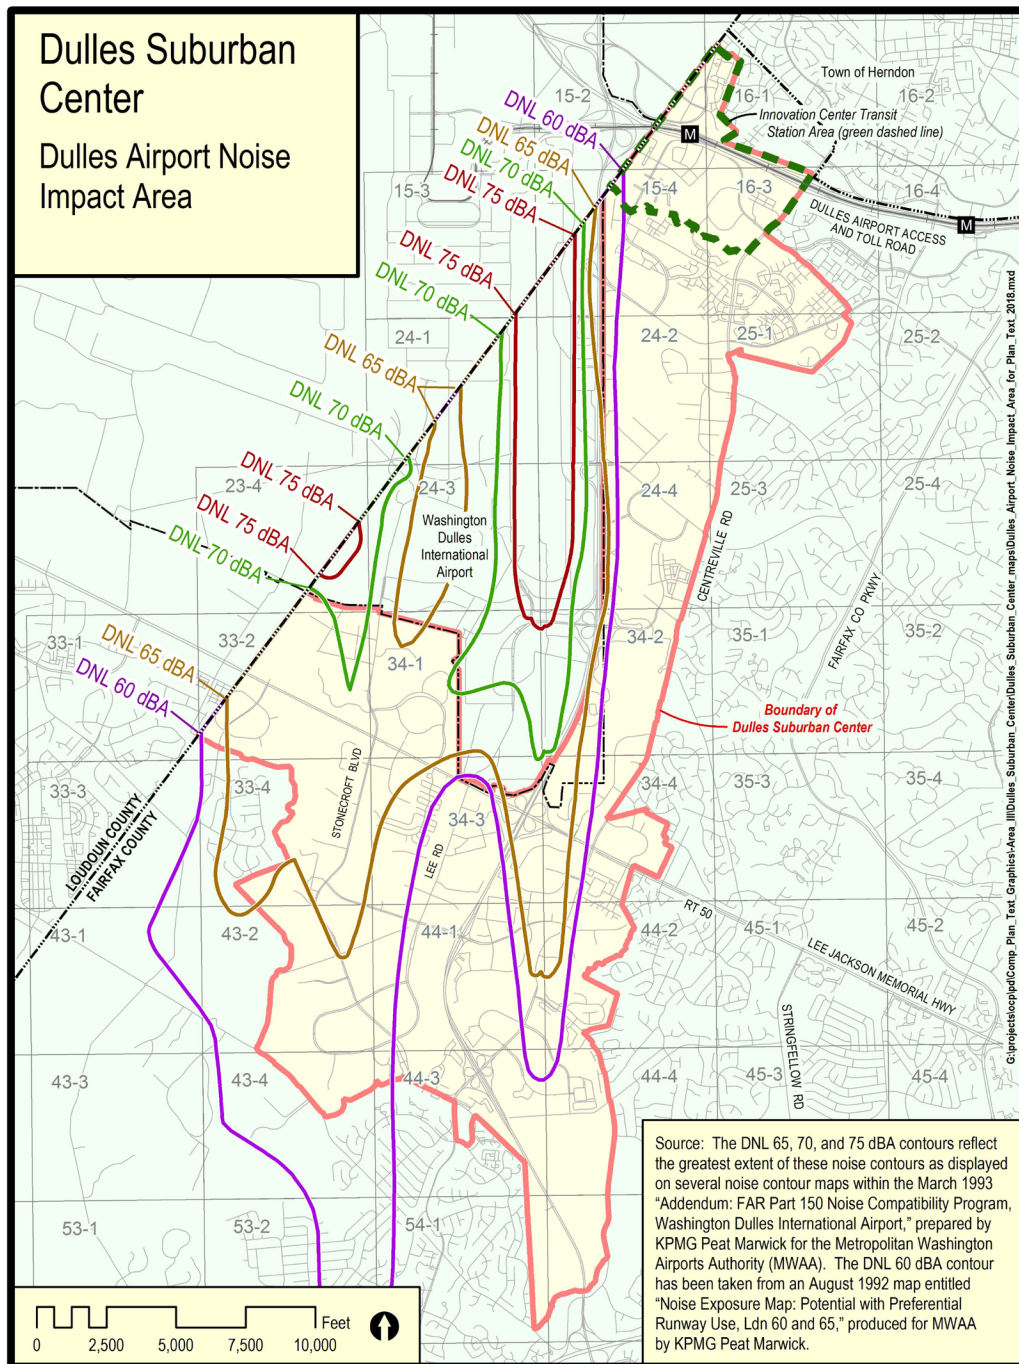 Dulles Suburban
Center
Dulles Airport Noise
Impact Area
DNL 60 dBA
DNL 65 dBA
DNL 70 dBA
DNL 75 dBA
DNL 75 dBA
DNL 70 dBA
DNL 65 dBA
DNL 70 dBA
DNL 75 dBA
DNL 75 dBA
DNL 70 dBA
DNL 65 dBA
DNL 60 dBA
15-2
16-1
16-2
Town of Herndon
Innovation Center Transit
Station Area (green dashed line)
M
15-3
15-4
16-3
16-4
DULLES AIRPORT ACCESS
AND TOLL ROAD
M
24-1
24-2
25-1
25-2
23-4
24-3
24-4
25-3
25-4
Washington
Dulles
International
Airport
CENTREVILLE RD
FAIRFAX CO PKWY
33-1
33-2
34-1
34-2
35-1
35-2
Boundary of
Dulles Suburban Center
STONECROFT BLVD
33-3
33-4
34-3
34-4
35-3
35-4
LOUDOUN COUNTY
FAIRFAX COUNTY
LEE RD
RT 50
LEE JACKSON MEMORIAL HWY
43-1
43-2
44-1
44-2
45-1
45-2
STRINGFELLOW RD
43-3
43-4
44-3
44-4
45-3
45-4
53-1
53-2
54-1
Source: The DNL 65, 70, and 75 dBA contours reflect
the greatest extent of these noise contours as displayed
on several noise contour maps within the March 1993
“Addendum: FAR Part 150 Noise Compatibility Program,
Washington Dulles International Airport,” prepared by
KPMG Peat Marwick for the Metropolitan Washington
Airports Authority (MWAA). The DNL 60 dBA contour
has been taken from an August 1992 map entitled
“Noise Exposure Map: Potential with Preferential
Runway Use, Ldn 60 and 65,” produced for MWAA
by KPMG Peat Marwick.
Feet
0 2,500 5,000 7,500 10,000
G:\projects\ocp\pd\Comp_Plan_Text_Graphics\-Area_III\Dulles_Suburban_Center\Dulles_Suburban_Center maps\Dulles_Airport_Noise_Impact_Area_for_Plan_Text_2018.mxd